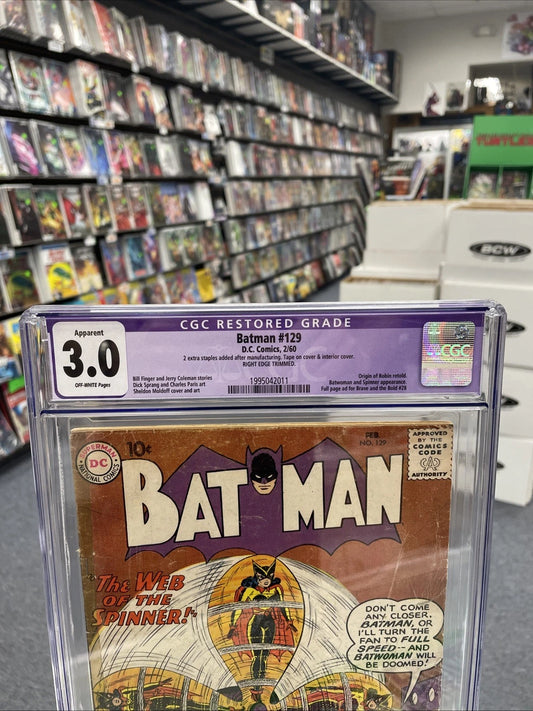 TURTLES
BCW
CGC RESTORED GRADE
Apparent
3.0
OFF-WHITE Pages
Batman #129
D.C. Comics, 2/60
2 extra staples added after manufacturing. Tape on cover & interior cover.
RIGHT EDGE TRIMMED.
Bill Finger and Jerry Coleman stories
Dick Sprang and Charles Paris art
Sheldon Moldoff cover and art
1995042011
Origin of Robin retold.
Batwoman and Spinner appearance.
Full page ad for Brave and the Bold #28
CGC
SUPERMAN
DC
NATIONAL COMICS
10¢
FEB.
NO. 129
APPROVED
BY THE
COMICS
CODE
CA
AUTHORITY
BATMAN
"THE WEB
OF THE
SPINNER!"
DON'T COME
ANY CLOSER,
BATMAN, OR
I'LL TURN THE
FAN TO FULL
SPEED--AND
BATWOMAN WILL
BE DOOMED!